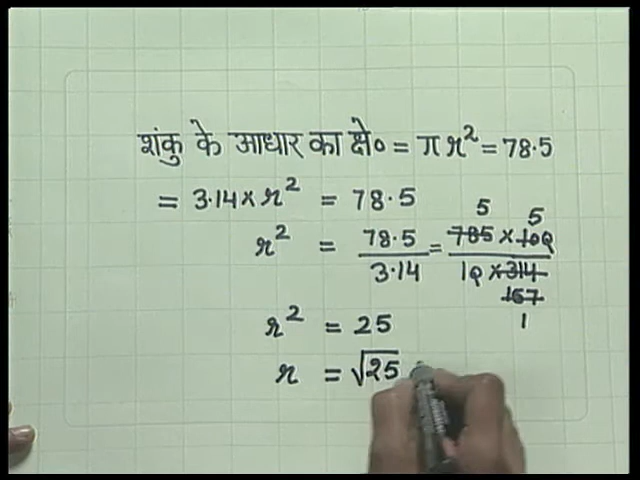 शंकु के आधार का क्षे० = πr² = 78.5
= 3.14 × r² = 78.5
5 5
r² = 78.5/3.14 = 785 × 100/10 × 314
157
1
r² = 25
r = √25